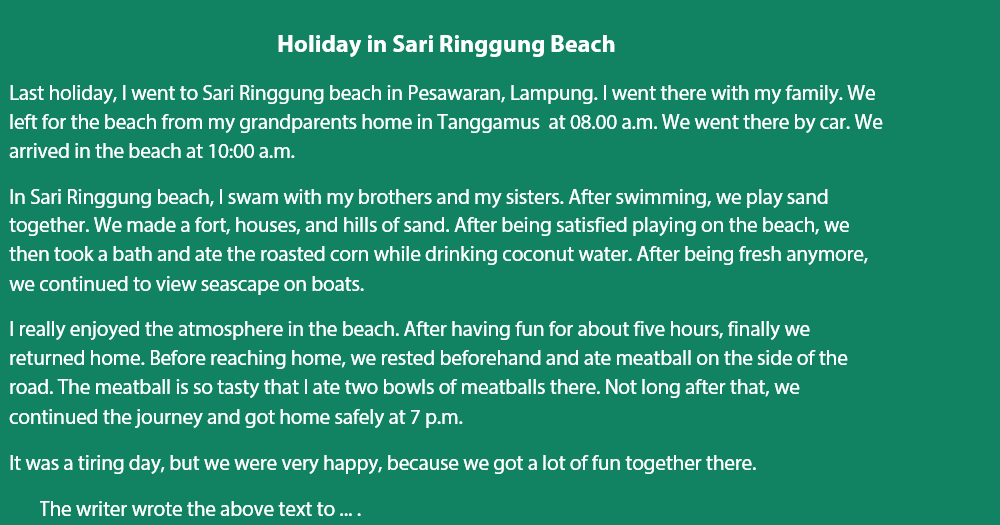 Holiday in Sari Ringgung Beach
Last holiday, I went to Sari Ringgung beach in Pesawaran, Lampung. I went there with my family. We
left for the beach from my grandparents home in Tanggamus  at 08.00 a.m. We went there by car. We
arrived in the beach at 10:00 a.m.
In Sari Ringgung beach, I swam with my brothers and my sisters. After swimming, we play sand
together. We made a fort, houses, and hills of sand. After being satisfied playing on the beach, we
then took a bath and ate the roasted corn while drinking coconut water. After being fresh anymore,
we continued to view seascape on boats.
I really enjoyed the atmosphere in the beach. After having fun for about five hours, finally we
returned home. Before reaching home, we rested beforehand and ate meatball on the side of the
road. The meatball is so tasty that I ate two bowls of meatballs there. Not long after that, we
continued the journey and got home safely at 7 p.m.
It was a tiring day, but we were very happy, because we got a lot of fun together there.
The writer wrote the above text to ... .